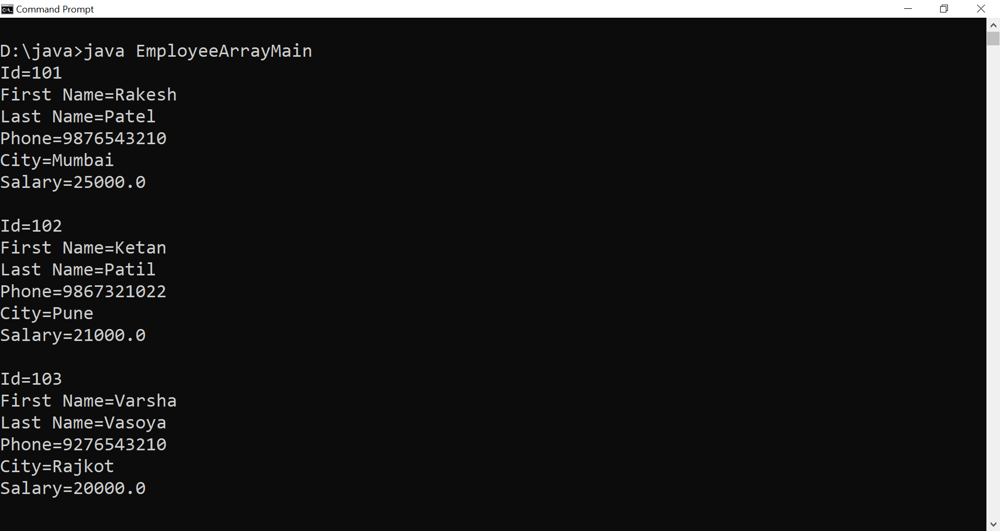 Command Prompt
D:\java>java EmployeeArrayMain
Id=101
First Name=Rakesh
Last Name=Patel
Phone=9876543210
City=Mumbai
Salary=25000.0
Id=102
First Name=Ketan
Last Name=Patil
Phone=9867321022
City=Pune
Salary=21000.0
Id=103
First Name=Varsha
Last Name=Vasoya
Phone=9276543210
City=Rajkot
Salary=20000.0